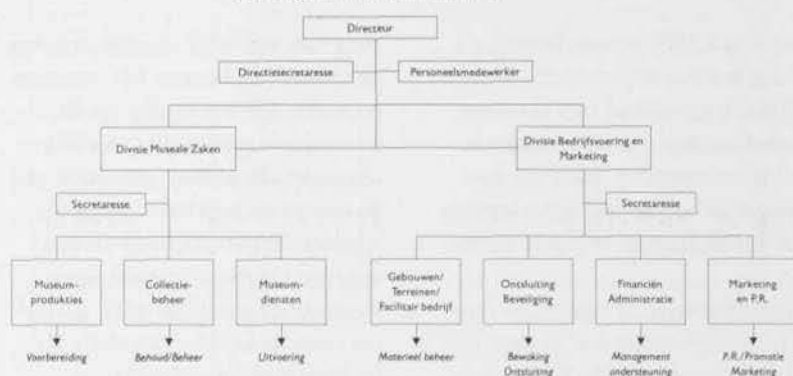 Directeur
Directiesecretaresse
Personeelsmedewerker
Divisie Museale Zaken
Divisie Bedrijfsvoering en
Marketing
Secretaresse
Secretaresse
Museum-
produkties
Collectie-
beheer
Museum-
diensten
Gebouwen/
Terreinen/
Facilitair bedrijf
Ontsluiting
Beveiliging
Financiën
Administratie
Marketing
en P.R.
Voorbereiding
Behoud/Beheer
Uitvoering
Materieel beheer
Bewaking
Ontsluiting
Management
ondersteuning
P.R./Promotie
Marketing